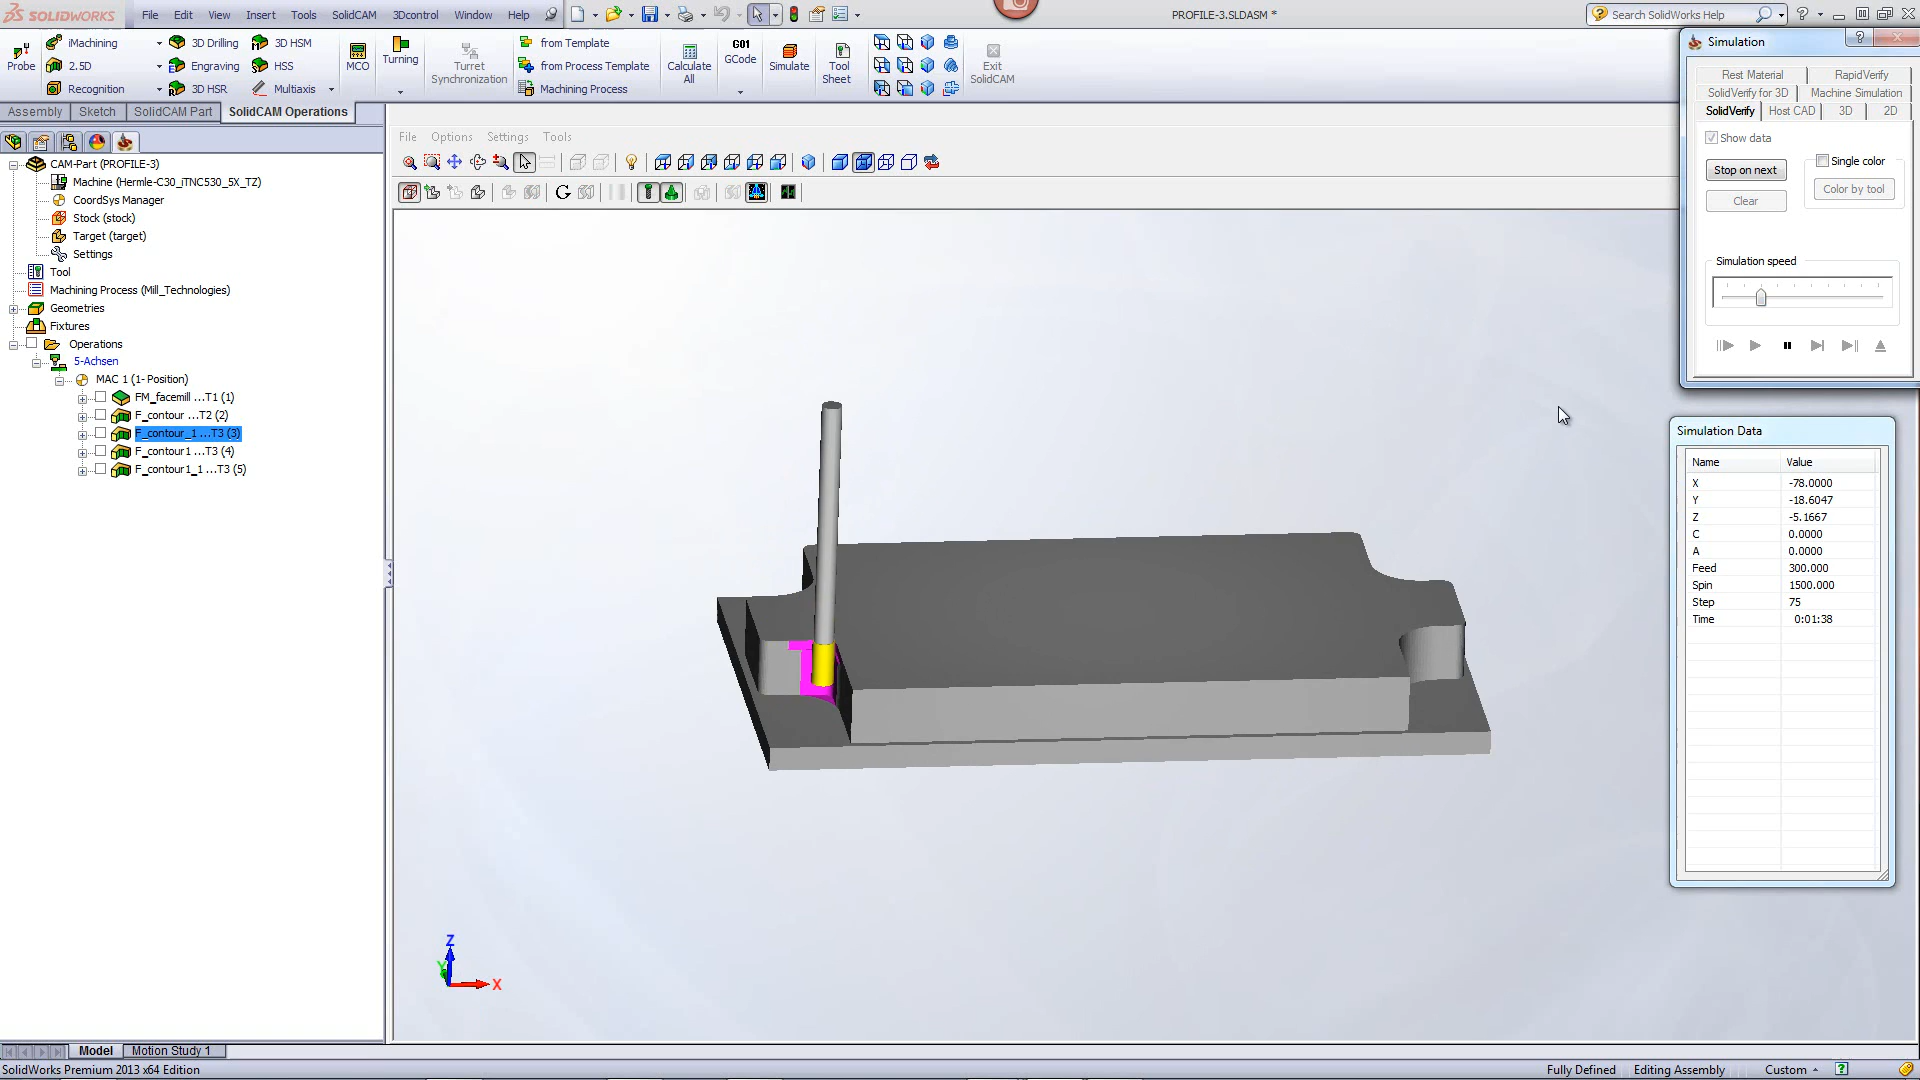 SOLIDWORKS File Edit View Insert Tools SolidCAM 3Dcontrol Window Help PROFILE-3.SLDASM * Search SolidWorks Help
Probe iMachining 3D Drilling 3D HSM MCO Turning Turret Synchronization from Template Calculate All G01 GCode Simulate Tool Sheet Exit SolidCAM
2.5D Engraving HSS from Process Template
Recognition 3D HSR Multiaxis Machining Process
Assembly Sketch SolidCAM Part SolidCAM Operations
File Options Settings Tools
CAM-Part (PROFILE-3)
Machine (Hermle-C30_iTNC530_5X_TZ)
CoordSys Manager
Stock (stock)
Target (target)
Settings
Tool
Machining Process (Mill_Technologies)
Geometries
Fixtures
Operations
5-Achsen
MAC 1 (1- Position)
FM_facemill ...T1 (1)
F_contour ...T2 (2)
F_contour_1 ...T3 (3)
F_contour1 ...T3 (4)
F_contour1_1 ...T3 (5)
Simulation
Rest Material RapidVerify
SolidVerify for 3D Machine Simulation
SolidVerify Host CAD 3D 2D
Show data
Stop on next
Single color
Clear
Color by tool
Simulation speed
Simulation Data
Name Value
X -78.0000
Y -18.6047
Z -5.1667
C 0.0000
A 0.0000
Feed 300.000
Spin 1500.000
Step 75
Time 0:01:38
Z
Y
X
Model Motion Study 1
SolidWorks Premium 2013 x64 Edition Fully Defined Editing Assembly Custom